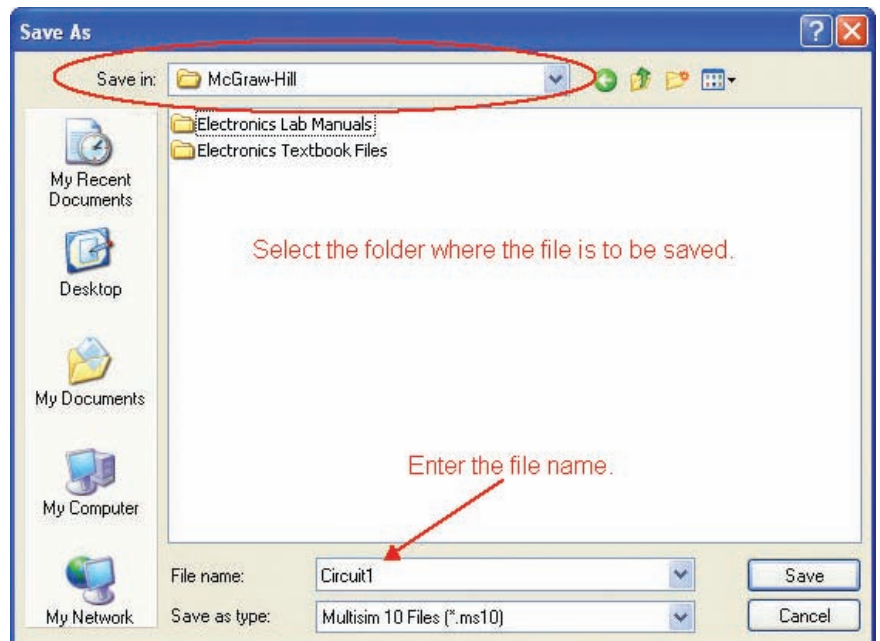 Save As
Save in:
McGraw-Hill
Electronics Lab Manuals
Electronics Textbook Files
My Recent
Documents
Desktop
My Documents
My Computer
My Network
Select the folder where the file is to be saved.
Enter the file name.
File name:
Circuit1
Save
Save as type:
Multisim 10 Files (*.ms10)
Cancel